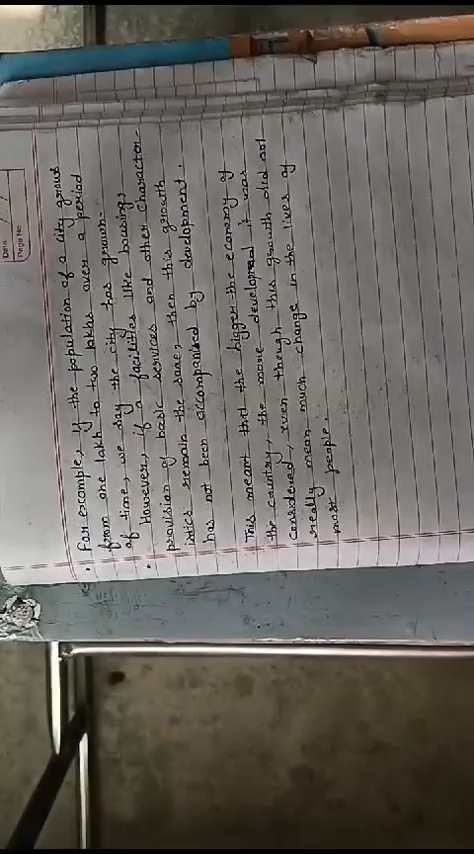 Date / /
Page No
• For excomble, if the population of a city grows
from one lakh to two lakhs over a period
of time, we say the city has grown.
• However, if a facilities like housing,
provision of basic services and other character-
istics remain the same, then this growth
has not been accompanied by development.
This meant that the bigger the economy of
the country, the more developed it was
considered, even though this growth did not
really mean much change in the lives of
most people.